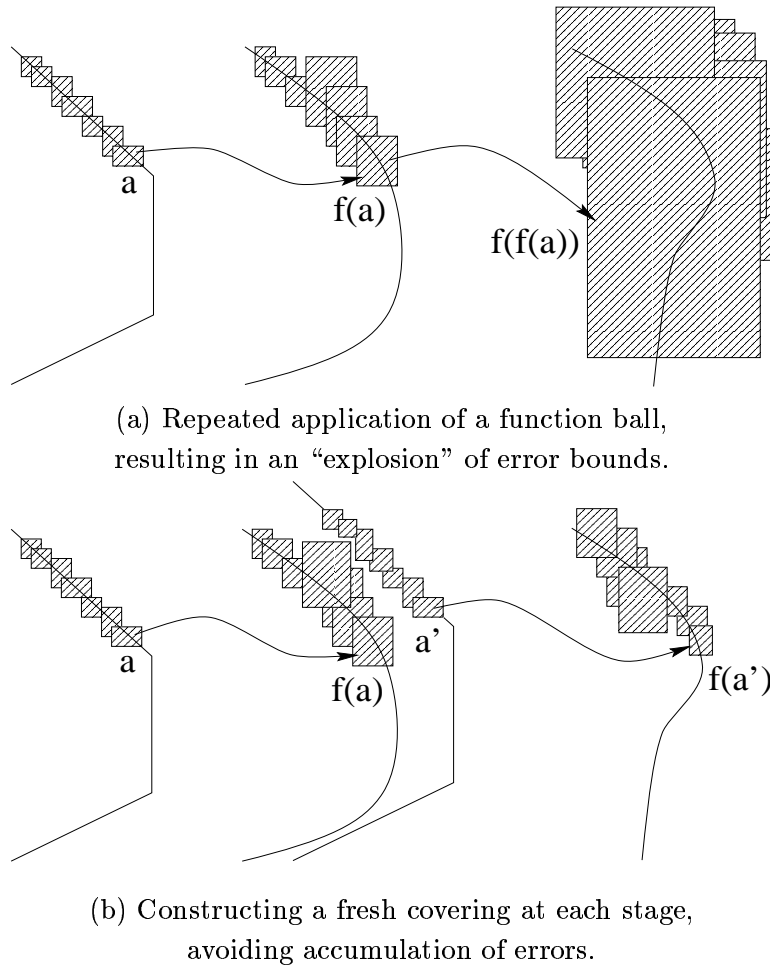 a
f(a)
f(f(a))
(a) Repeated application of a function ball,
resulting in an “explosion” of error bounds.
a
f(a)
a’
f(a’)
(b) Constructing a fresh covering at each stage,
avoiding accumulation of errors.